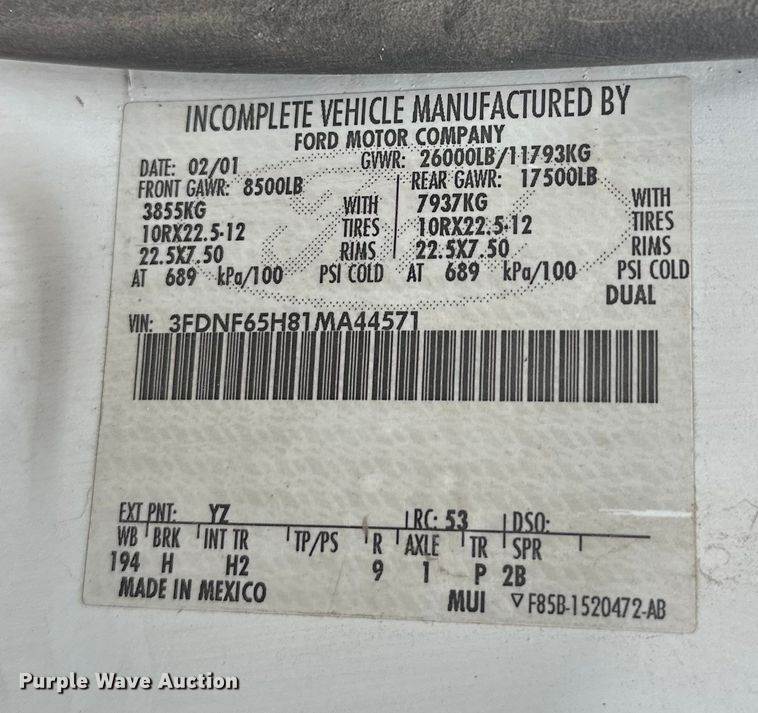 INCOMPLETE VEHICLE MANUFACTURED BY
FORD MOTOR COMPANY
DATE: 02/01 GVWR: 26000LB/11793KG
FRONT GAWR: 8500LB REAR GAWR: 17500LB
3855KG WITH 7937KG WITH
10RX22.5-12 TIRES 10RX22.5-12 TIRES
22.5X7.50 RIMS 22.5X7.50 RIMS
AT 689 kPa/100 PSI COLD AT 689 kPa/100 PSI COLD
DUAL
VIN: 3FDNF65H81MA44571
EXT PNT: YZ RC: 53 DSO:
WB BRK INT TR TP/PS R AXLE TR SPR
194 H H2 9 1 P 2B
MADE IN MEXICO MUI ▽ F85B-1520472-AB
Purple Wave Auction